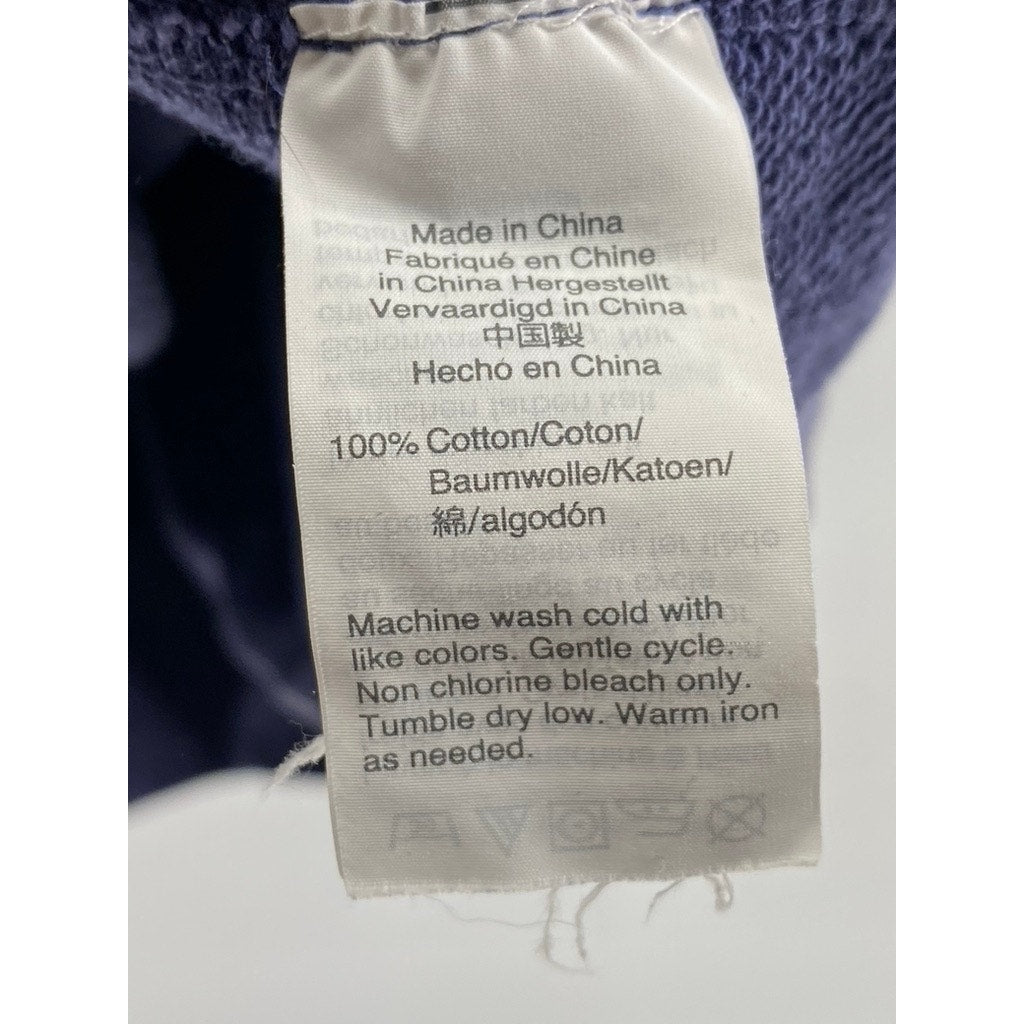 Made in China
Fabriqué en Chine
in China Hergestellt
Vervaardigd in China
中国製
Hecho en China
100% Cotton/Coton/
Baumwolle/Katoen/
綿/algodón
Machine wash cold with
like colors. Gentle cycle.
Non chlorine bleach only.
Tumble dry low. Warm iron
as needed.